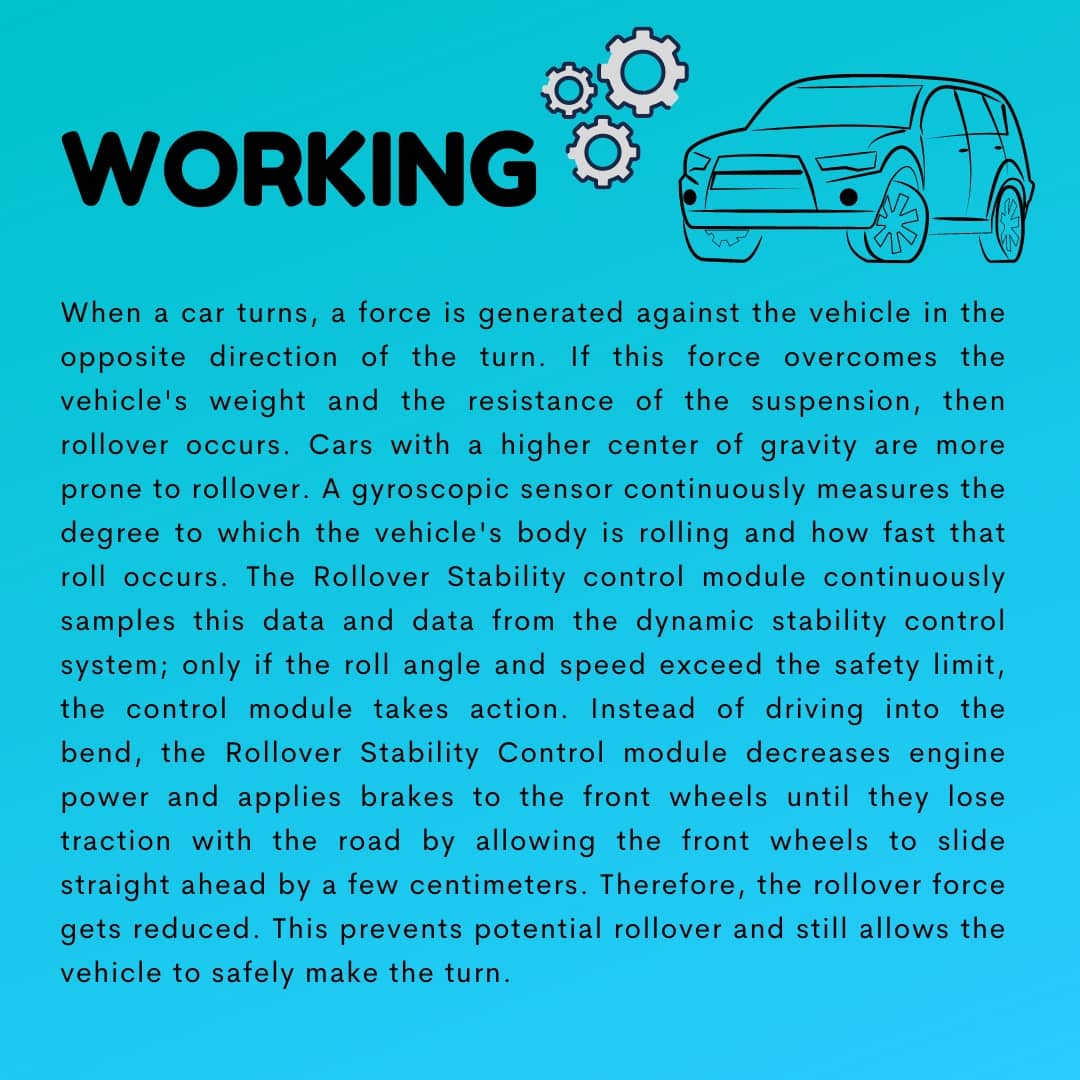 WORKING
When a car turns, a force is generated against the vehicle in the
opposite direction of the turn. If this force overcomes the
vehicle's weight and the resistance of the suspension, then
rollover occurs. Cars with a higher center of gravity are more
prone to rollover. A gyroscopic sensor continuously measures the
degree to which the vehicle's body is rolling and how fast that
roll occurs. The Rollover Stability control module continuously
samples this data and data from the dynamic stability control
system; only if the roll angle and speed exceed the safety limit,
the control module takes action. Instead of driving into the
bend, the Rollover Stability Control module decreases engine
power and applies brakes to the front wheels until they lose
traction with the road by allowing the front wheels to slide
straight ahead by a few centimeters. Therefore, the rollover force
gets reduced. This prevents potential rollover and still allows the
vehicle to safely make the turn.